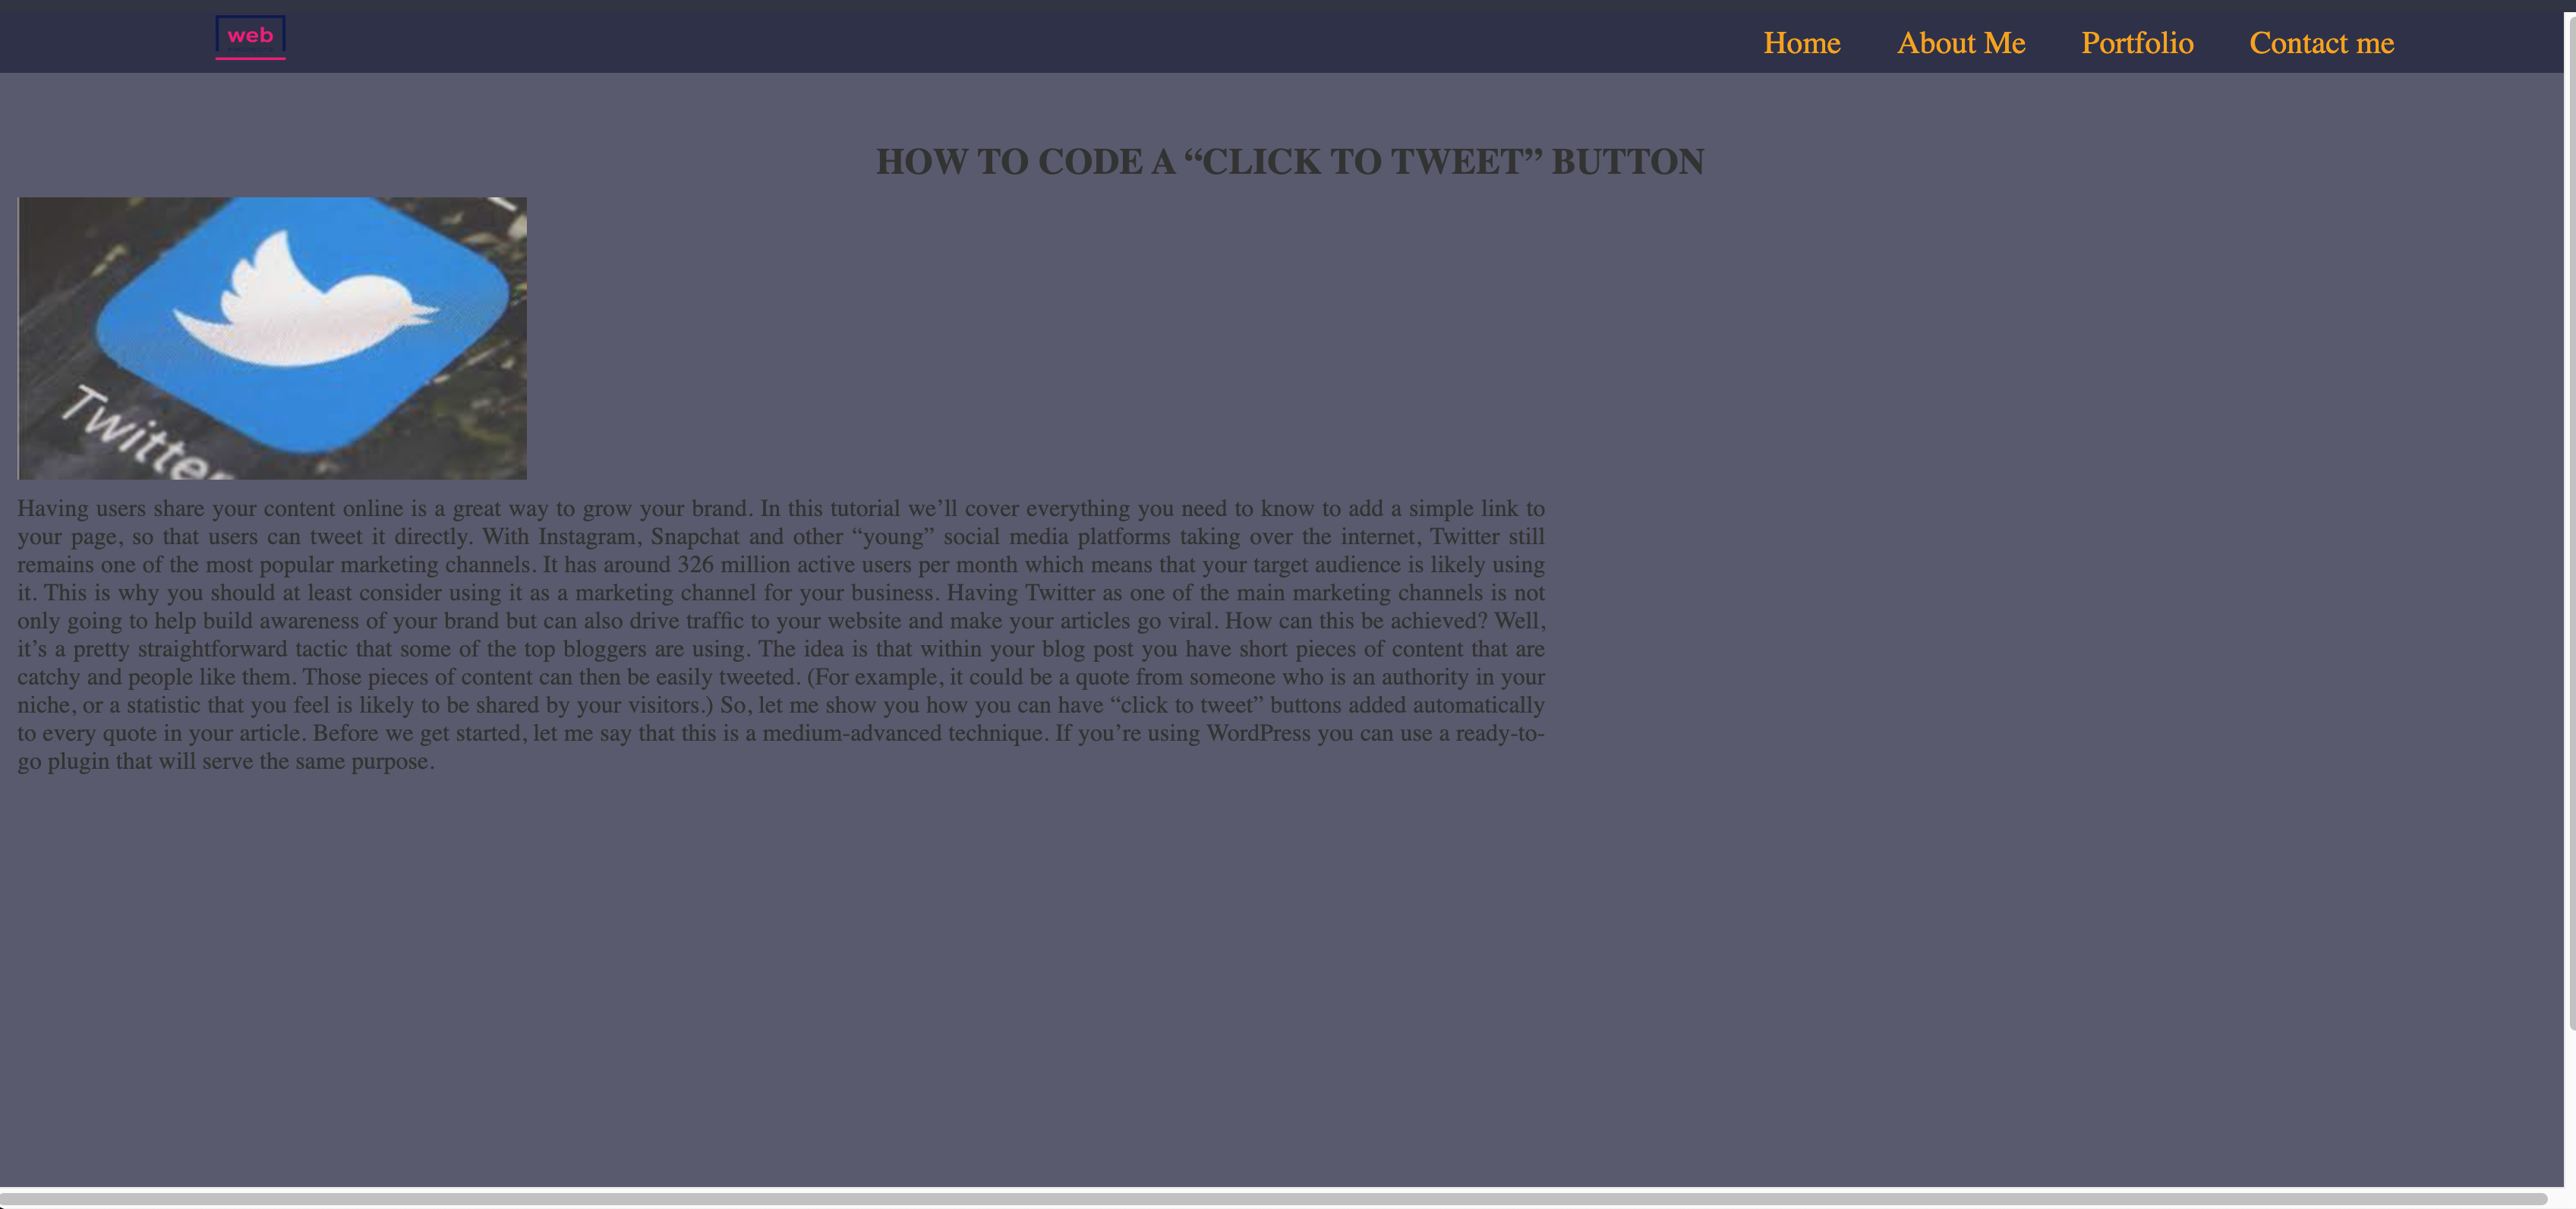 web
Home About Me Portfolio Contact me
HOW TO CODE A “CLICK TO TWEET” BUTTON
Twitter
Having users share your content online is a great way to grow your brand. In this tutorial we’ll cover everything you need to know to add a simple link to
your page, so that users can tweet it directly. With Instagram, Snapchat and other “young” social media platforms taking over the internet, Twitter still
remains one of the most popular marketing channels. It has around 326 million active users per month which means that your target audience is likely using
it. This is why you should at least consider using it as a marketing channel for your business. Having Twitter as one of the main marketing channels is not
only going to help build awareness of your brand but can also drive traffic to your website and make your articles go viral. How can this be achieved? Well,
it’s a pretty straightforward tactic that some of the top bloggers are using. The idea is that within your blog post you have short pieces of content that are
catchy and people like them. Those pieces of content can then be easily tweeted. (For example, it could be a quote from someone who is an authority in your
niche, or a statistic that you feel is likely to be shared by your visitors.) So, let me show you how you can have “click to tweet” buttons added automatically
to every quote in your article. Before we get started, let me say that this is a medium-advanced technique. If you’re using WordPress you can use a ready-to-
go plugin that will serve the same purpose.